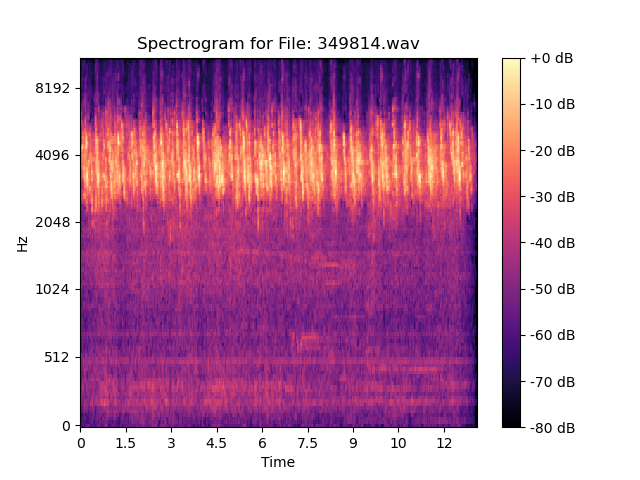 Spectrogram for File: 349814.wav
+0 dB
8192
-10 dB
4096
-20 dB
-30 dB
2048
Hz
-40 dB
1024
-50 dB
512
-60 dB
-70 dB
0
-80 dB
0 1.5 3 4.5 6 7.5 9 10 12
Time